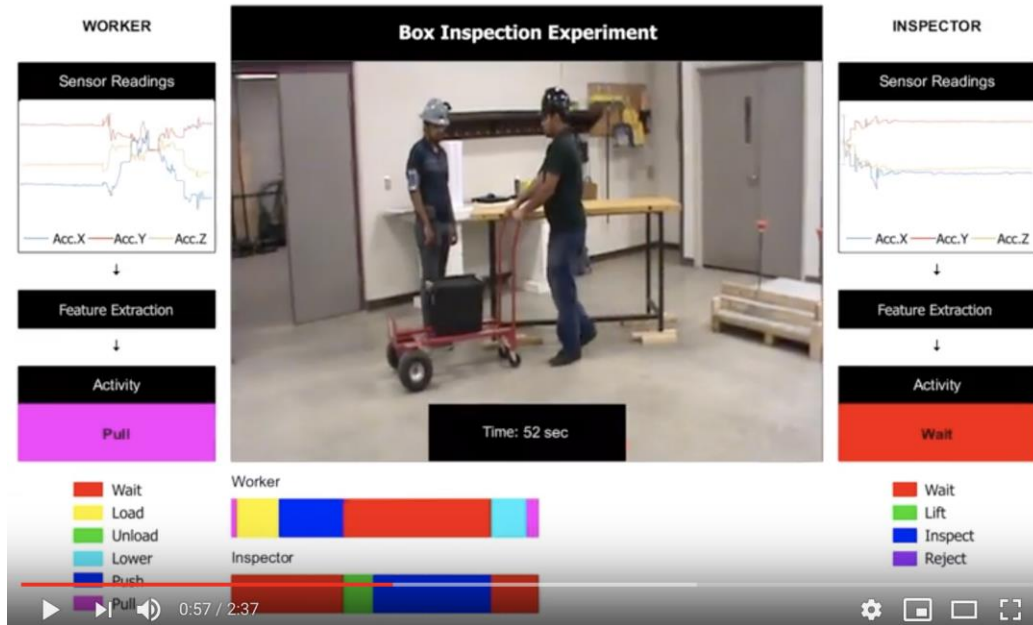 WORKER
Box Inspection Experiment
INSPECTOR
Sensor Readings
Sensor Readings
Acc.X Acc.Y Acc.Z
Acc.X Acc.Y Acc.Z
↓
↓
Feature Extraction
Feature Extraction
↓
↓
Activity
Activity
Pull
Time: 52 sec
Wait
Wait
Load
Unload
Lower
Push
Pull
Worker
Inspector
Wait
Lift
Inspect
Reject
0:57 / 2:37